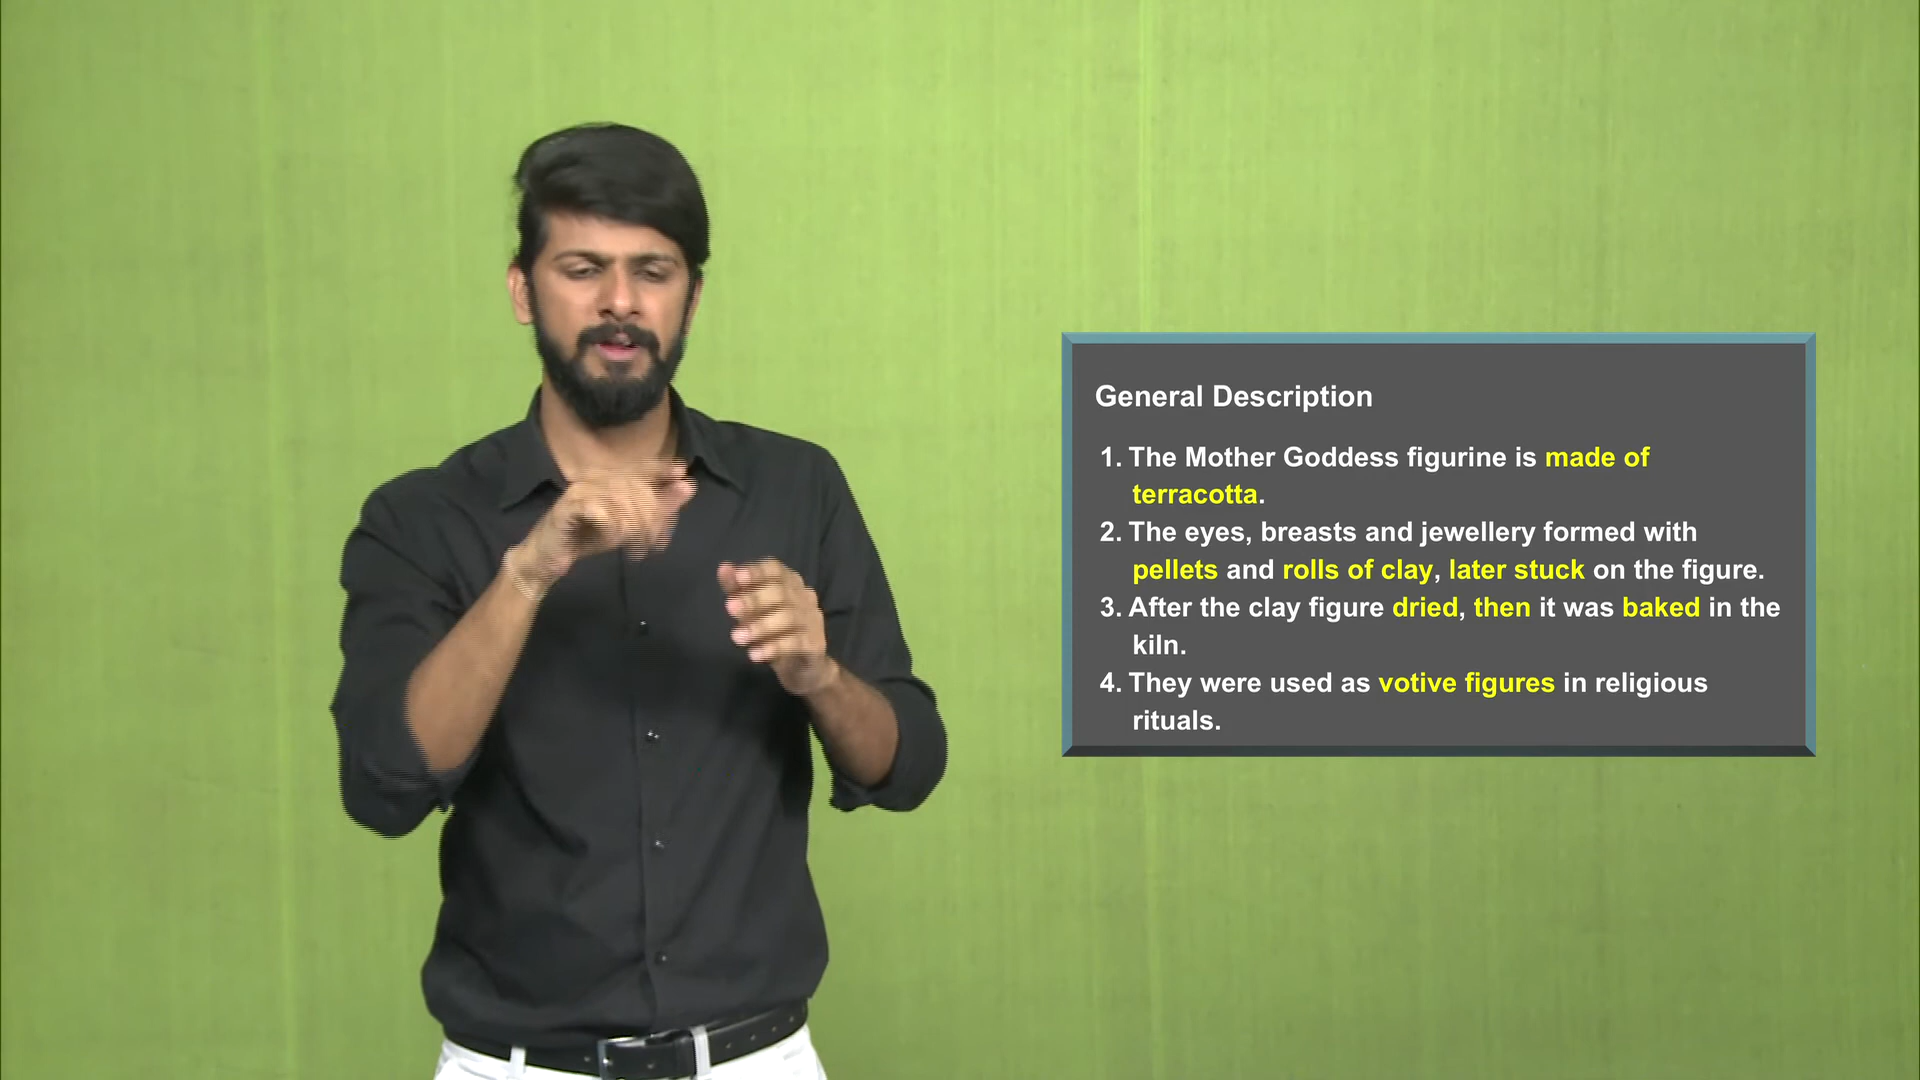 General Description
1. The Mother Goddess figurine is made of
terracotta.
2. The eyes, breasts and jewellery formed with
pellets and rolls of clay, later stuck on the figure.
3. After the clay figure dried, then it was baked in the
kiln.
4. They were used as votive figures in religious
rituals.